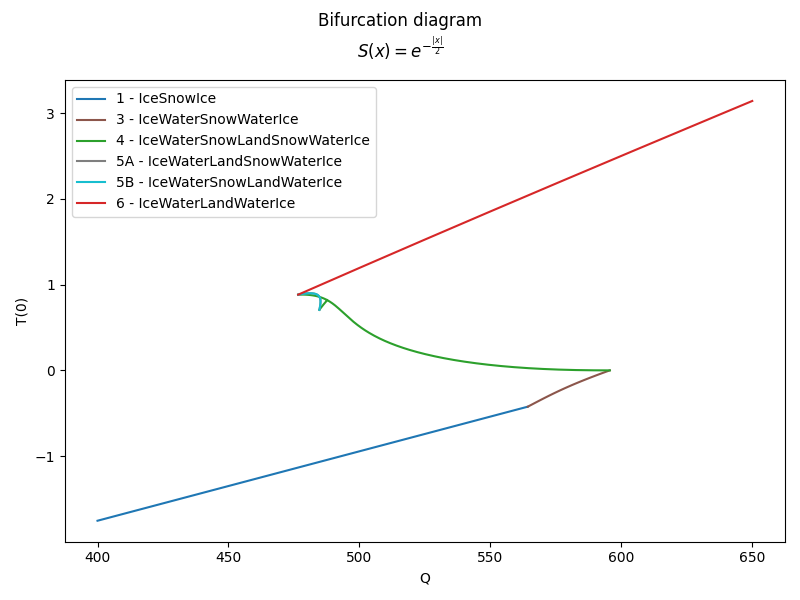 Bifurcation diagram
S(x) = e^{-\frac{|x|}{2}}
1 - IceSnowIce
3 - IceWaterSnowWaterIce
4 - IceWaterSnowLandSnowWaterIce
5A - IceWaterLandSnowWaterIce
5B - IceWaterSnowLandWaterIce
6 - IceWaterLandWaterIce
3
2
1
0
−1
T(0)
400 450 500 550 600 650
Q